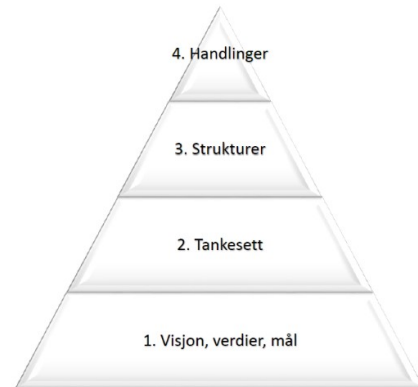 4. Handlinger
3. Strukturer
2. Tankesett
1. Visjon, verdier, mål